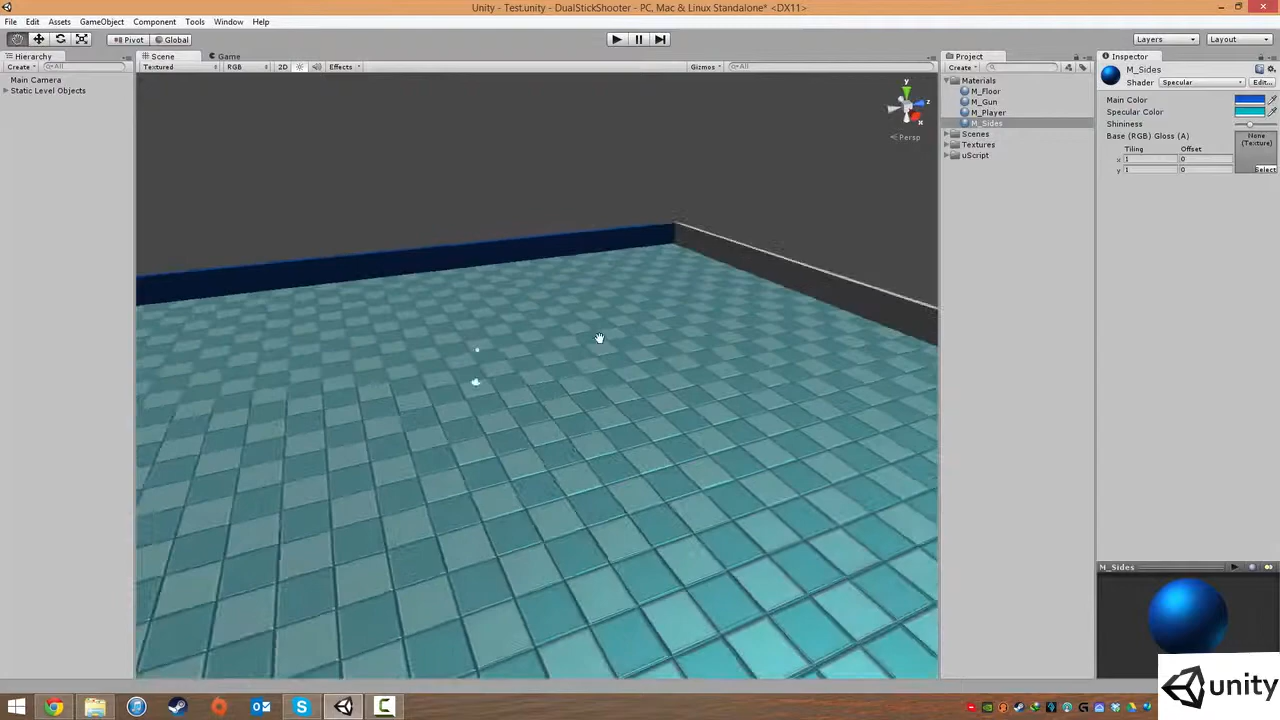 Unity - Test.unity - DualStickShooter - PC, Mac & Linux Standalone* <DX11>
File Edit Assets GameObject Component Tools Window Help
Pivot Global Layers Layout
Hierarchy Scene Game Project Inspector
Create All Textured RGB 2D Effects Gizmos All Create
Main Camera
Static Level Objects
y
z
x
Persp
Materials
M_Floor
M_Gun
M_Player
M_Sides
Scenes
Textures
uScript
M_Sides
Shader Specular Edit...
Main Color
Specular Color
Shininess
Base (RGB) Gloss (A)
None
(Texture)
Tiling Offset
x 1 0
y 1 0
Select
M_Sides
unity